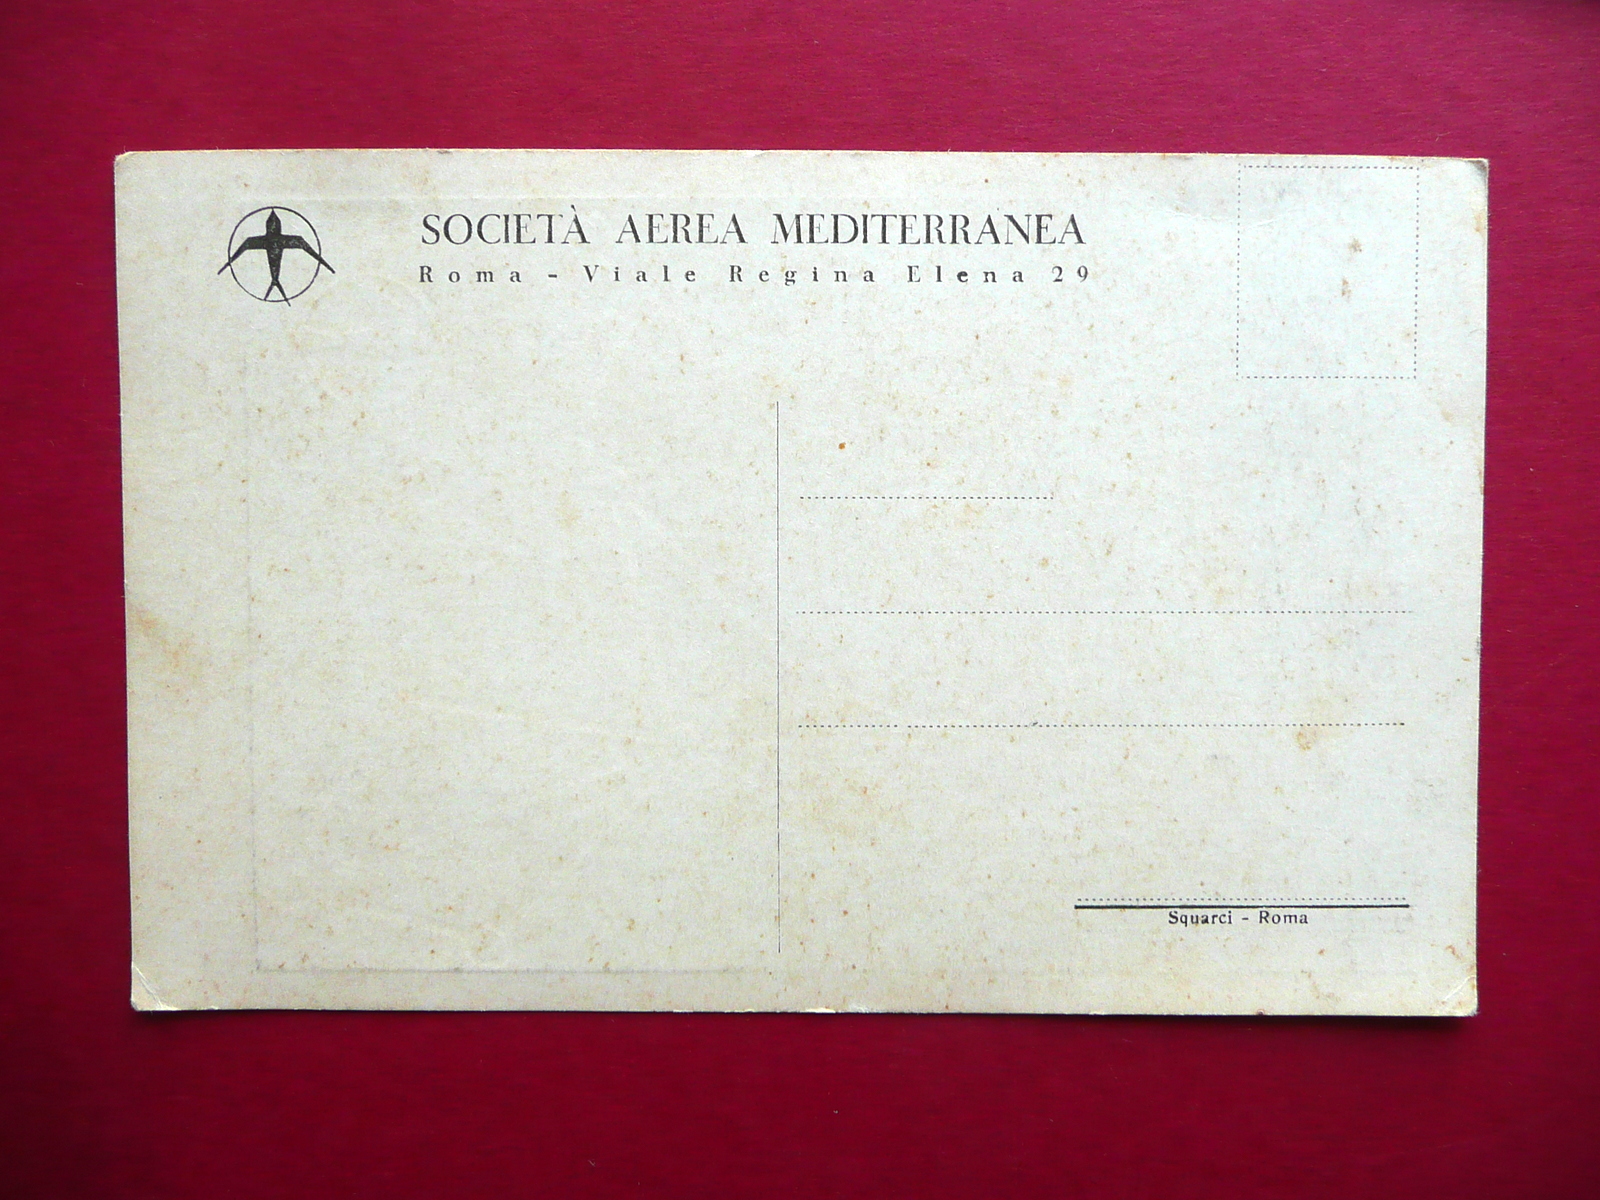 SOCIETÀ AEREA MEDITERRANEA
Roma - Viale Regina Elena 29
Squarci - Roma